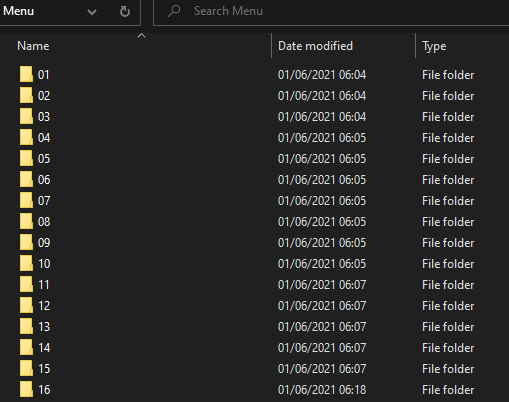 Menu Search Menu
Name Date modified Type
01 01/06/2021 06:04 File folder
02 01/06/2021 06:04 File folder
03 01/06/2021 06:04 File folder
04 01/06/2021 06:05 File folder
05 01/06/2021 06:05 File folder
06 01/06/2021 06:05 File folder
07 01/06/2021 06:05 File folder
08 01/06/2021 06:05 File folder
09 01/06/2021 06:05 File folder
10 01/06/2021 06:05 File folder
11 01/06/2021 06:07 File folder
12 01/06/2021 06:07 File folder
13 01/06/2021 06:07 File folder
14 01/06/2021 06:07 File folder
15 01/06/2021 06:07 File folder
16 01/06/2021 06:18 File folder